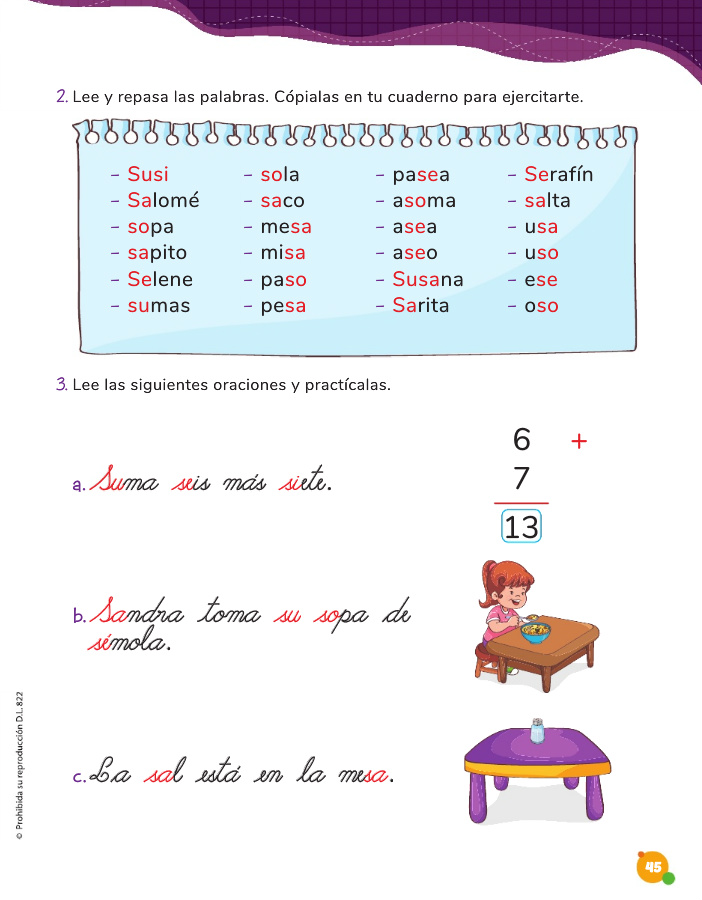 2. Lee y repasa las palabras. Cópialas en tu cuaderno para ejercitarte.
- Susi - sola - pasea - Serafín
- Salomé - saco - asoma - salta
- sopa - mesa - asea - usa
- sapito - misa - aseo - uso
- Selene - paso - Susana - ese
- sumas - pesa - Sarita - oso
3. Lee las siguientes oraciones y practícalas.
6 +
a. Suma seis más siete. 7
13
b. Sandra toma su sopa de
sémola.
c. La sal está en la mesa.
© Prohibida su reproducción D.L. 822
45